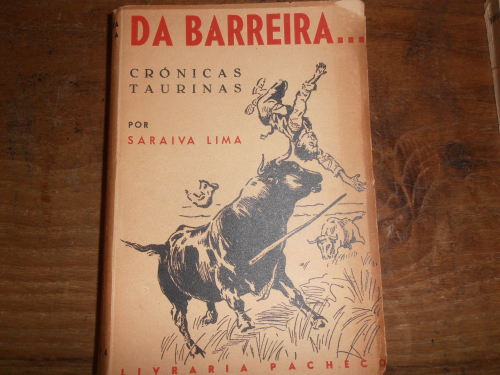 DA BARREIRA...
CRÓNICAS
TAURINAS
POR
SARAIVA LIMA
LIVRARIA PACHECO